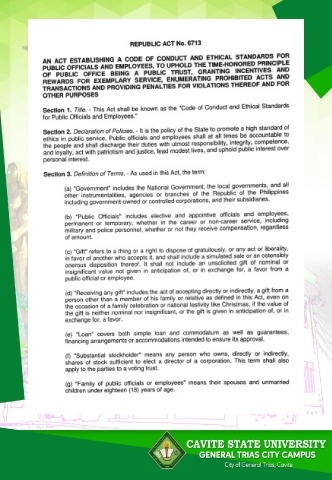 REPUBLIC ACT No. 6713
AN ACT ESTABLISHING A CODE OF CONDUCT AND ETHICAL STANDARDS FOR
PUBLIC OFFICIALS AND EMPLOYEES, TO UPHOLD THE TIME-HONORED PRINCIPLE
OF PUBLIC OFFICE BEING A PUBLIC TRUST, GRANTING INCENTIVES AND
REWARDS FOR EXEMPLARY SERVICE, ENUMERATING PROHIBITED ACTS AND
TRANSACTIONS AND PROVIDING PENALTIES FOR VIOLATIONS THEREOF AND FOR
OTHER PURPOSES
Section 1. Title. - This Act shall be known as the "Code of Conduct and Ethical Standards
for Public Officials and Employees."
Section 2. Declaration of Policies. - It is the policy of the State to promote a high standard of
ethics in public service. Public officials and employees shall at all times be accountable to
the people and shall discharge their duties with utmost responsibility, integrity, competence,
and loyalty, act with patriotism and justice, lead modest lives, and uphold public interest over
personal interest.
Section 3. Definition of Terms. - As used in this Act, the term:
(a) "Government" includes the National Government, the local governments, and all
other instrumentalities, agencies or branches of the Republic of the Philippines
including government-owned or controlled corporations, and their subsidiaries.
(b) "Public Officials" includes elective and appointive officials and employees,
permanent or temporary, whether in the career or non-career service, including
military and police personnel, whether or not they receive compensation, regardless
of amount.
(c) "Gift" refers to a thing or a right to dispose of gratuitously, or any act or liberality,
in favor of another who accepts it, and shall include a simulated sale or an ostensibly
onerous disposition thereof. It shall not include an unsolicited gift of nominal or
insignificant value not given in anticipation of, or in exchange for, a favor from a
public official or employee.
(d) "Receiving any gift" includes the act of accepting directly or indirectly, a gift from a
person other than a member of his family or relative as defined in this Act, even on
the occasion of a family celebration or national festivity like Christmas, if the value of
the gift is neither nominal nor insignificant, or the gift is given in anticipation of, or in
exchange for, a favor.
(e) "Loan" covers both simple loan and commodatum as well as guarantees,
financing arrangements or accommodations intended to ensure its approval.
(f) "Substantial stockholder" means any person who owns, directly or indirectly,
shares of stock sufficient to elect a director of a corporation. This term shall also
apply to the parties to a voting trust.
(g) "Family of public officials or employees" means their spouses and unmarried
children under eighteen (18) years of age.
CAVITE STATE UNIVERSITY
GENERAL TRIAS CITY CAMPUS
City of General Trias, Cavite